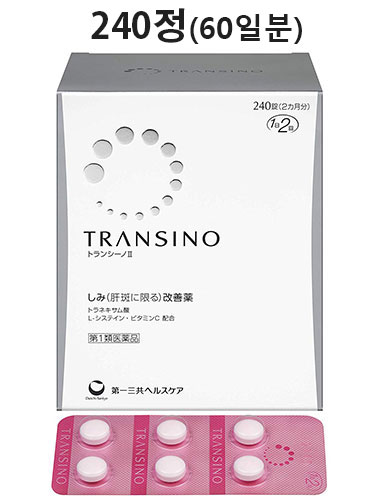 240정(60일분)
TRANSINO
240錠(2カ月分)
1日2回
TRANSINO
トランシーノⅡ
しみ(肝斑に限る)改善薬
トラネキサム酸
L-システイン・ビタミンC 配合
第1類医薬品
Daiichi-Sankyo
第一三共ヘルスケア
TRANSINO
TRANSINO
TRANSINO